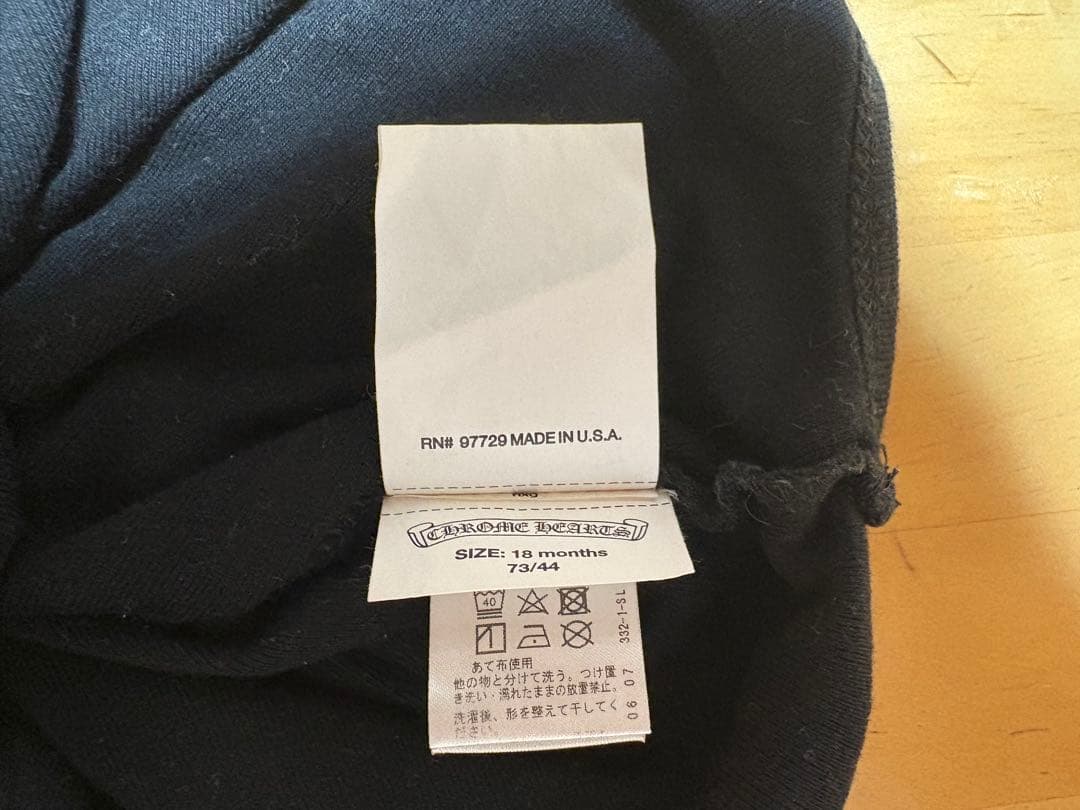 RN# 97729 MADE IN U.S.A.
CHROME HEARTS
SIZE: 18 months
73/44
40
332-1-SL
あて布使用
他の物と分けて洗う。つけ置
き洗い・濡れたままの放置禁止。
洗濯後、形を整えて干してく
ださい。
06 07